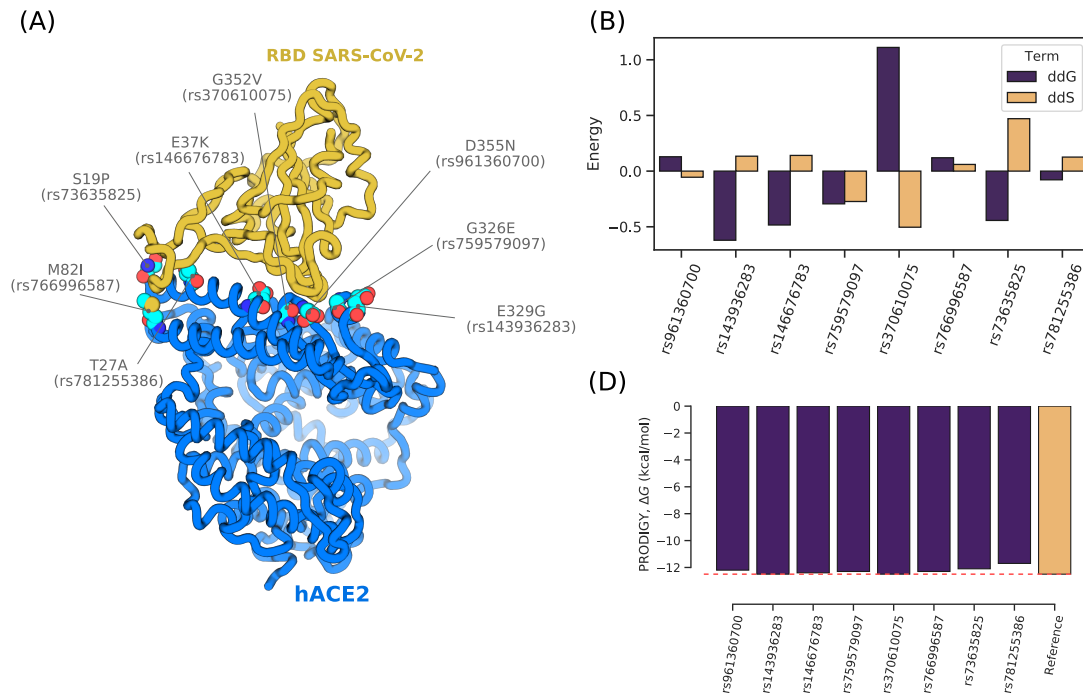 (A)
RBD SARS-CoV-2
G352V
(rs370610075)
E37K
(rs146676783)
D355N
(rs961360700)
S19P
(rs73635825)
G326E
(rs759579097)
M82I
(rs766996587)
E329G
(rs143936283)
T27A
(rs781255386)
hACE2
(B)
Term
ddG
ddS
Energy
1.0
0.5
0.0
−0.5
rs961360700
rs143936283
rs146676783
rs759579097
rs370610075
rs766996587
rs73635825
rs781255386
(D)
PRODIGY, ΔG (kcal/mol)
0
−2
−4
−6
−8
−10
−12
rs961360700
rs143936283
rs146676783
rs759579097
rs370610075
rs766996587
rs73635825
rs781255386
Reference